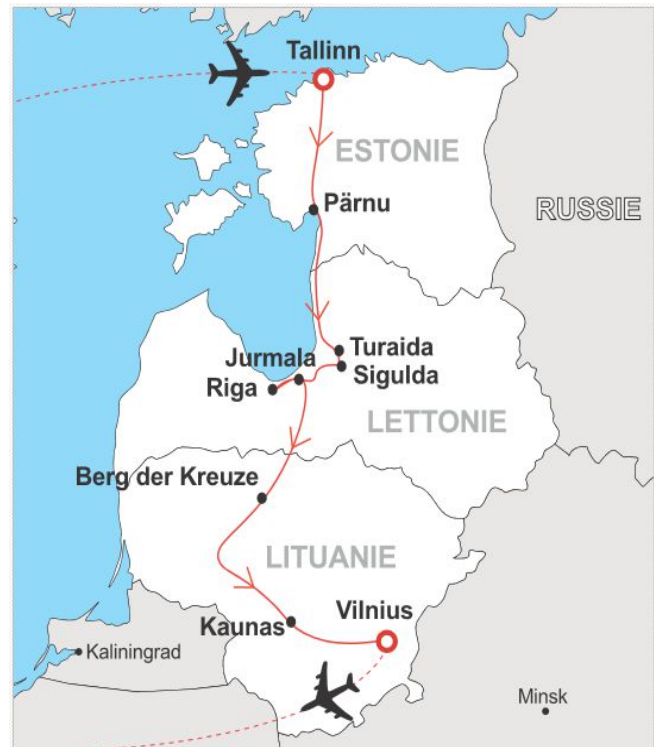 Tallinn
ESTONIE
RUSSIE
Pärnu
Turaida
Jurmala
Sigulda
Riga
LETTONIE
Berg der Kreuze
LITUANIE
Vilnius
Kaunas
Kaliningrad
Minsk